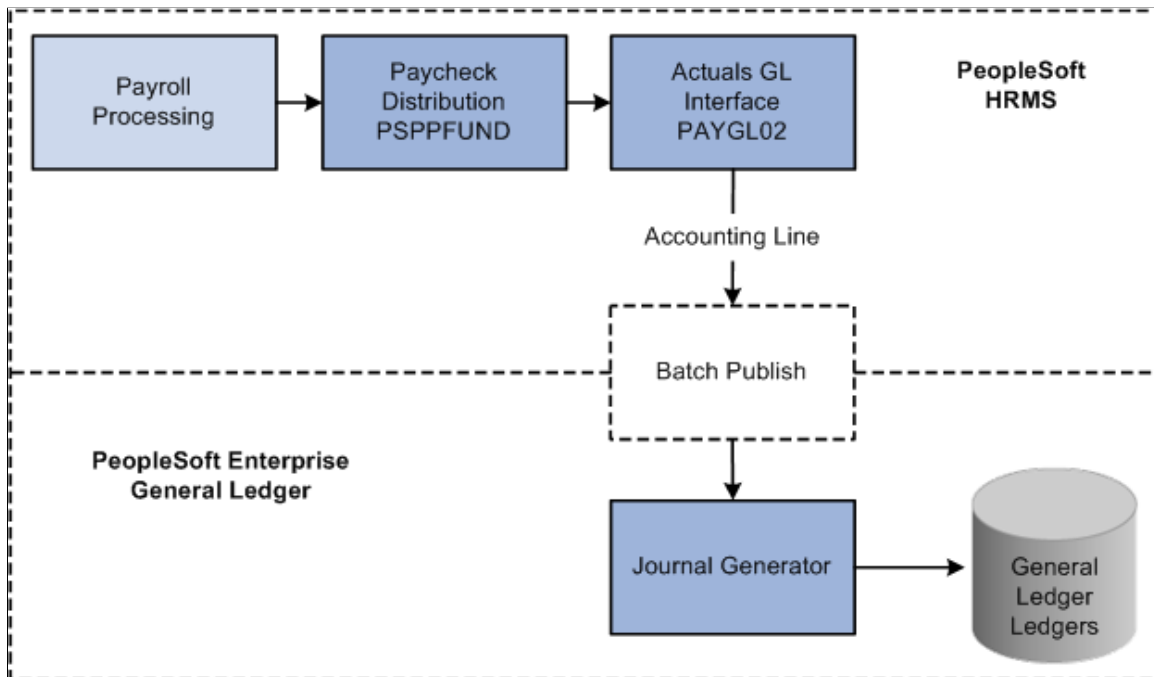 Payroll
Processing
Paycheck
Distribution
PSPPFUND
Actuals GL
Interface
PAYGL02
PeopleSoft
HRMS
Accounting Line
Batch Publish
PeopleSoft Enterprise
General Ledger
Journal Generator
General
Ledger
Ledgers